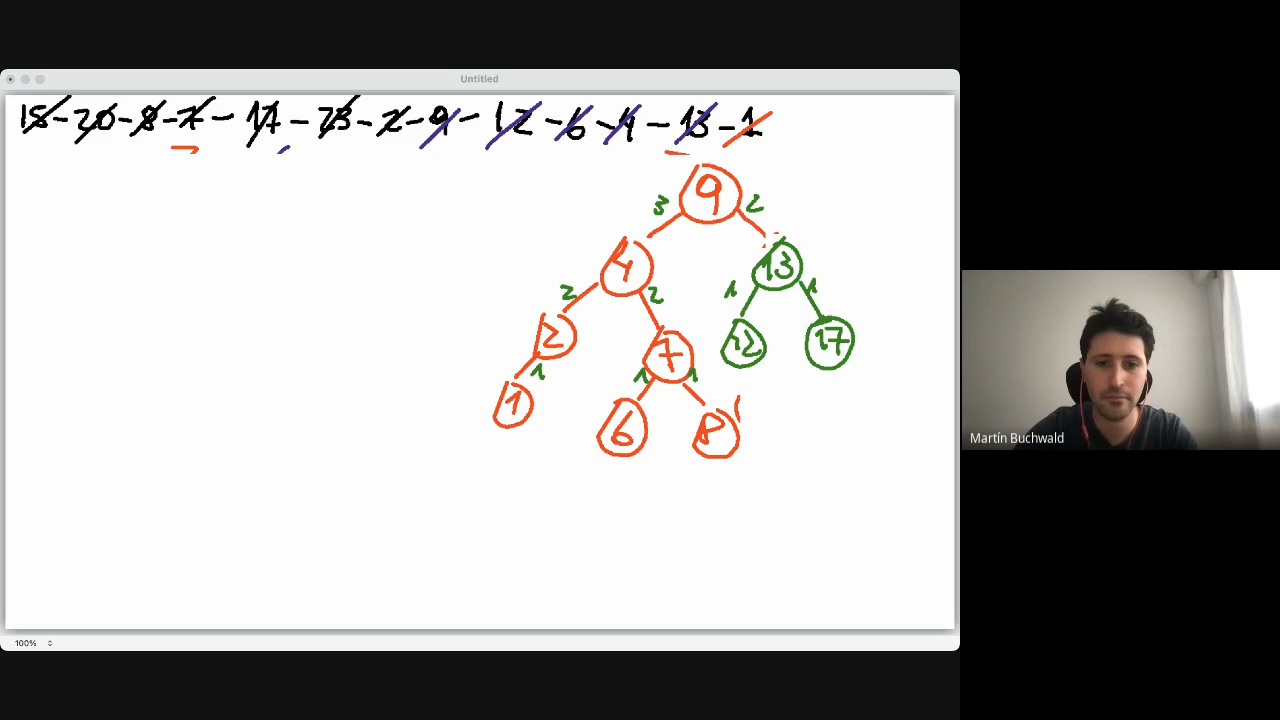 Untitled
18-20-8-7-17-23-2-9-12-6-4-13-1
9
3 2
4 13
2 2 1 1
2 7 12 17
1 1 1
1 6 8
100%
Martín Buchwald